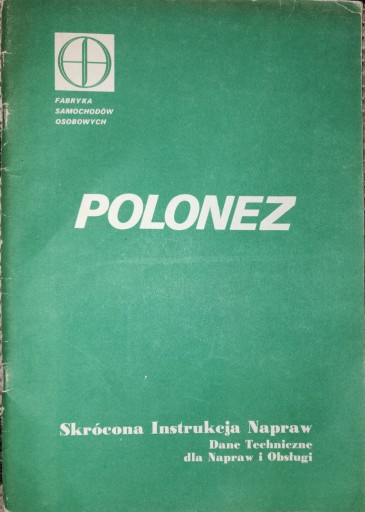 FABRYKA
SAMOCHODÓW
OSOBOWYCH
POLONEZ
Skrócona Instrukcja Napraw
Dane Techniczne
dla Napraw i Obsługi